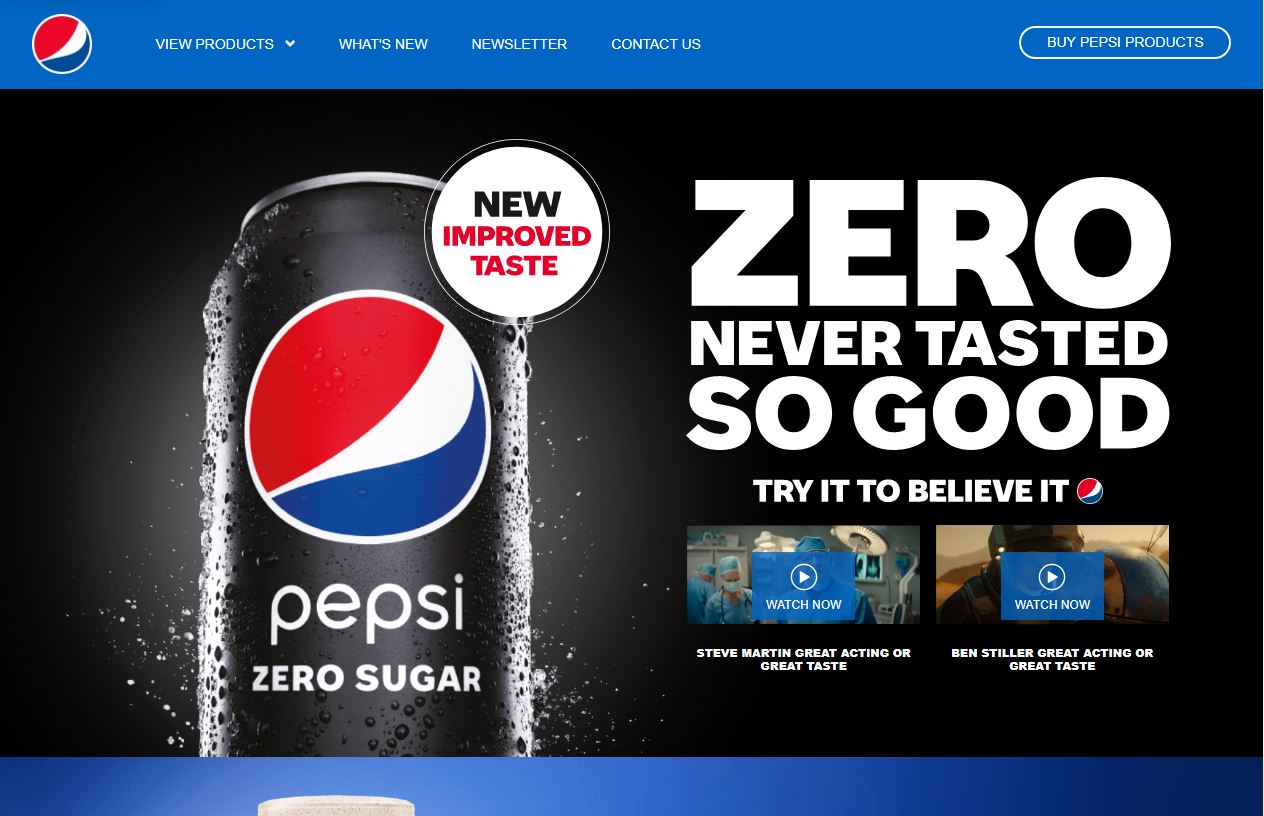 VIEW PRODUCTS
WHAT'S NEW
NEWSLETTER
CONTACT US
BUY PEPSI PRODUCTS
NEW
IMPROVED
TASTE
pepsi
ZERO SUGAR
ZERO
NEVER TASTED
SO GOOD
TRY IT TO BELIEVE IT
WATCH NOW
WATCH NOW
STEVE MARTIN GREAT ACTING OR
GREAT TASTE
BEN STILLER GREAT ACTING OR
GREAT TASTE